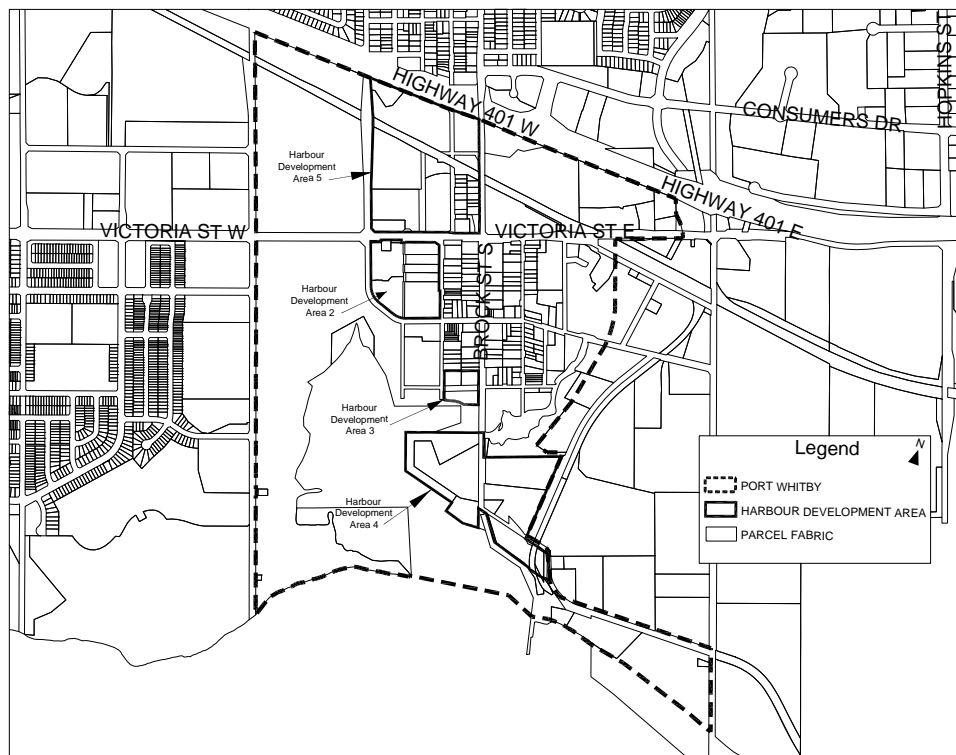 HOPKINS ST
HIGHWAY 401 W
CONSUMERS DR
Harbour
Development
Area 5
HIGHWAY 401 E
VICTORIA ST W
VICTORIA ST E
BROCK ST S
Harbour
Development
Area 2
Harbour
Development
Area 3
Harbour
Development
Area 4
Legend
N
PORT WHITBY
HARBOUR DEVELOPMENT AREA
PARCEL FABRIC